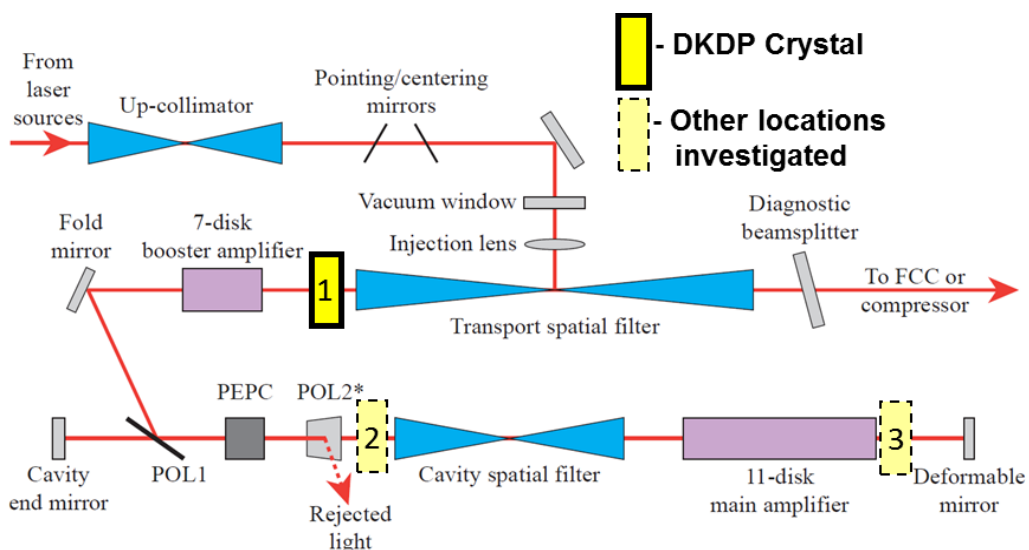 - DKDP Crystal
- Other locations
investigated
From
laser
sources
Up-collimator
Pointing/centering
mirrors
Vacuum window
Injection lens
Fold
mirror
7-disk
booster amplifier
1
Transport spatial filter
Diagnostic
beamsplitter
To FCC or
compressor
PEPC
POL2*
2
3
Cavity
end mirror
POL1
Rejected
light
Cavity spatial filter
11-disk
main amplifier
Deformable
mirror